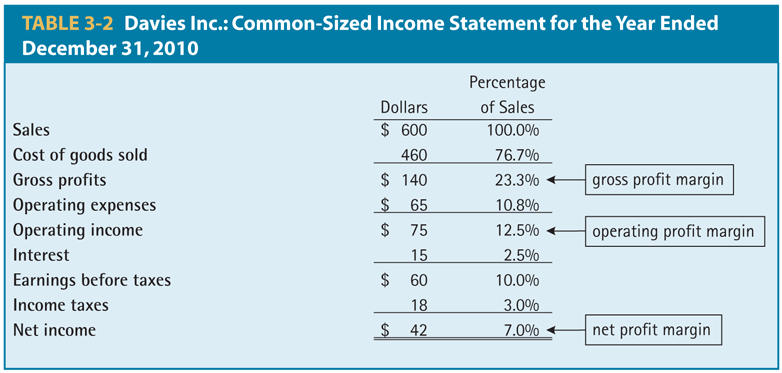 TABLE 3-2 Davies Inc.: Common-Sized Income Statement for the Year Ended
December 31, 2010
Percentage
Dollars of Sales
Sales $ 600 100.0%
Cost of goods sold 460 76.7%
Gross profits $ 140 23.3% gross profit margin
Operating expenses $ 65 10.8%
Operating income $ 75 12.5% operating profit margin
Interest 15 2.5%
Earnings before taxes $ 60 10.0%
Income taxes 18 3.0%
Net income $ 42 7.0% net profit margin